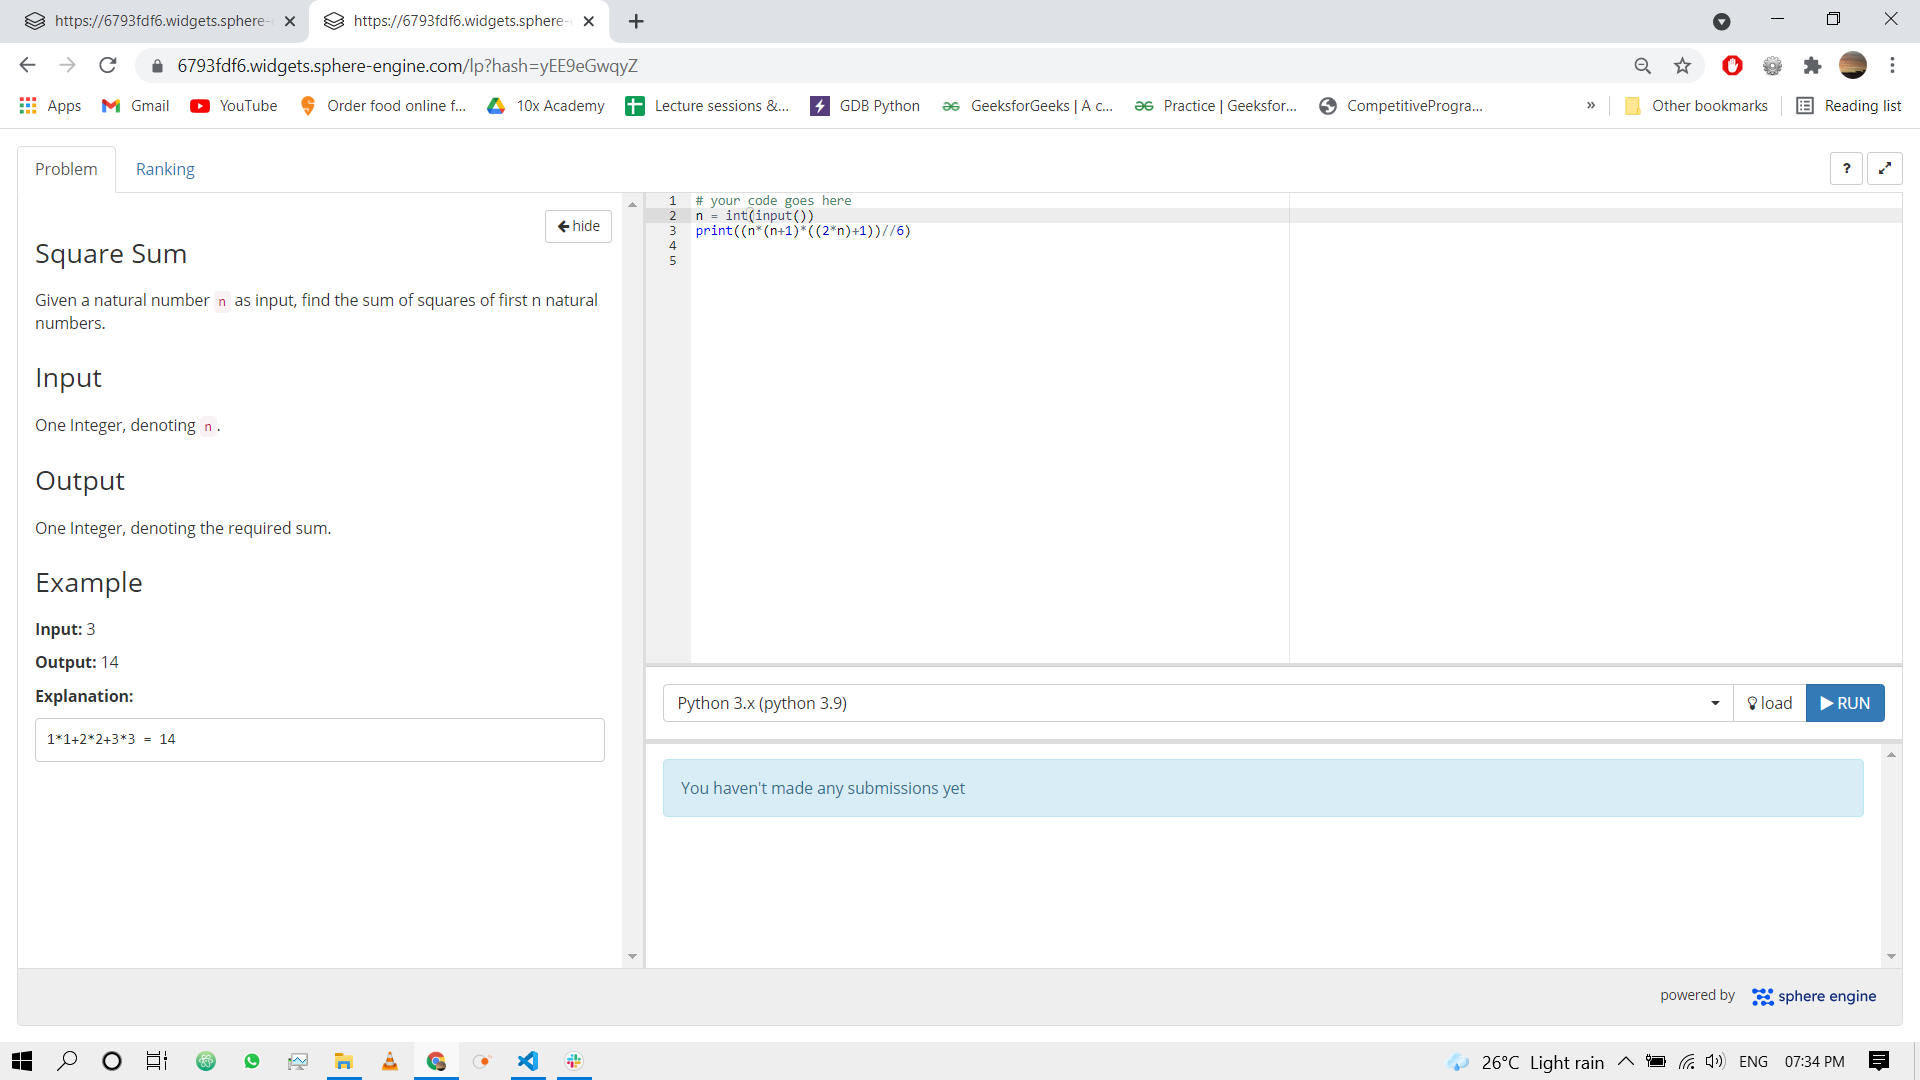 https://6793fdf6.widgets.sphere-
https://6793fdf6.widgets.sphere-
6793fdf6.widgets.sphere-engine.com/lp?hash=yEE9eGwqyZ
Apps Gmail YouTube Order food online f... 10x Academy Lecture sessions &... GDB Python GeeksforGeeks | A c... Practice | Geeksfor... CompetitiveProgra... » Other bookmarks Reading list
Problem Ranking ?
hide
Square Sum
Given a natural number n as input, find the sum of squares of first n natural
numbers.
Input
One Integer, denoting n .
Output
One Integer, denoting the required sum.
Example
Input: 3
Output: 14
Explanation:
1*1+2*2+3*3 = 14
1 # your code goes here
2 n = int(input())
3 print((n*(n+1)*((2*n)+1))//6)
4
5
Python 3.x (python 3.9) load RUN
You haven't made any submissions yet
powered by sphere engine
26°C Light rain ENG 07:34 PM